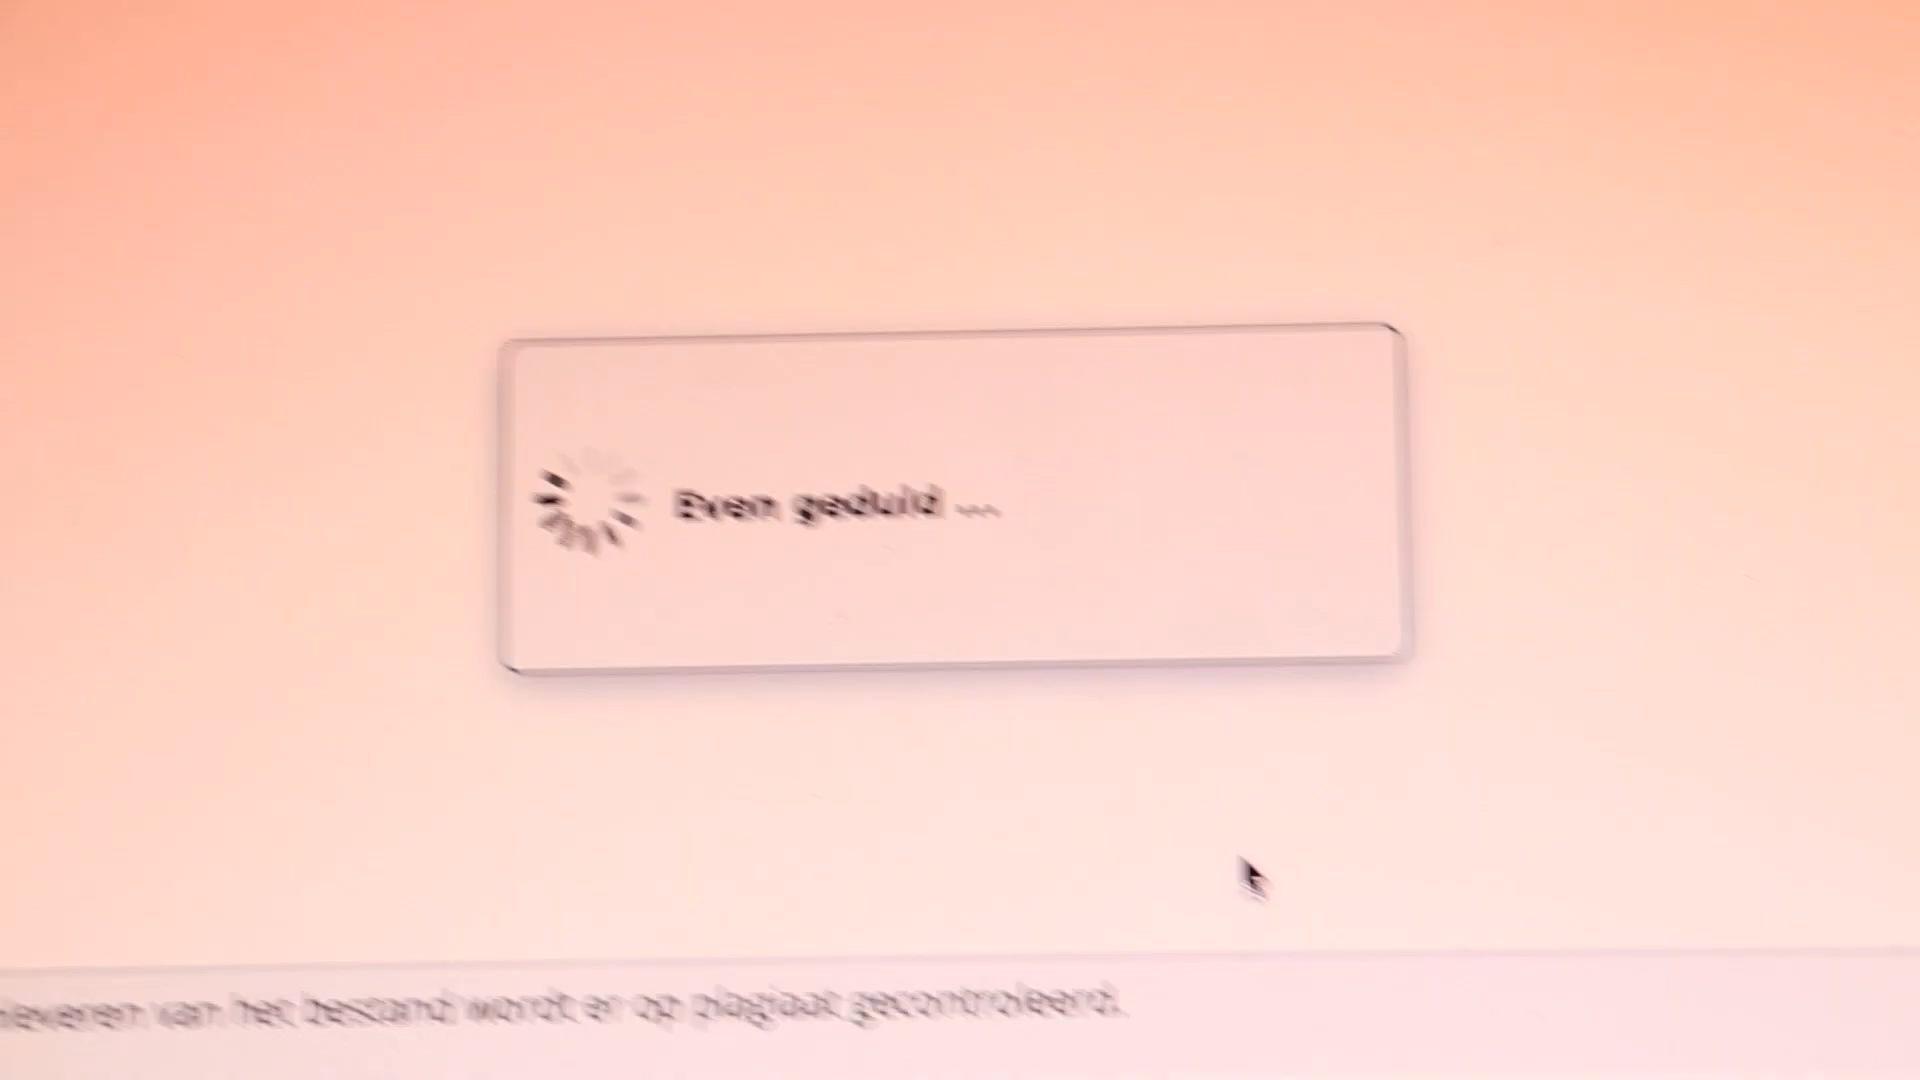 Even geduld ...
van het bestand wordt er op plagiaat gecontroleerd.